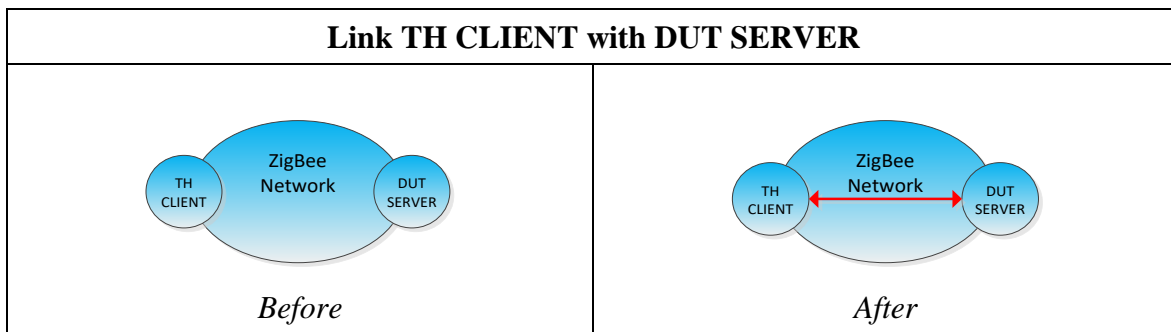 Link TH CLIENT with DUT SERVER
ZigBee
Network
TH
CLIENT
DUT
SERVER
Before
ZigBee
Network
TH
CLIENT
DUT
SERVER
After